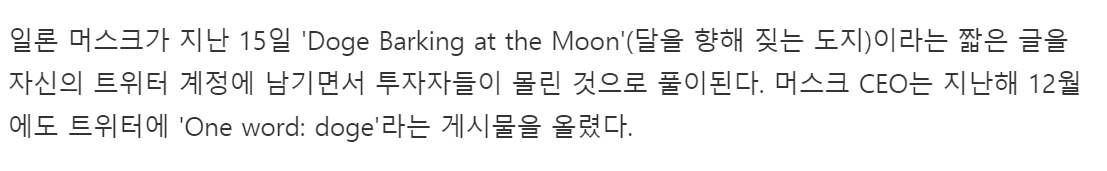 일론 머스크가 지난 15일 'Doge Barking at the Moon'(달을 향해 짖는 도지)이라는 짧은 글을
자신의 트위터 계정에 남기면서 투자자들이 몰린 것으로 풀이된다. 머스크 CEO는 지난해 12월
에도 트위터에 'One word: doge'라는 게시물을 올렸다.